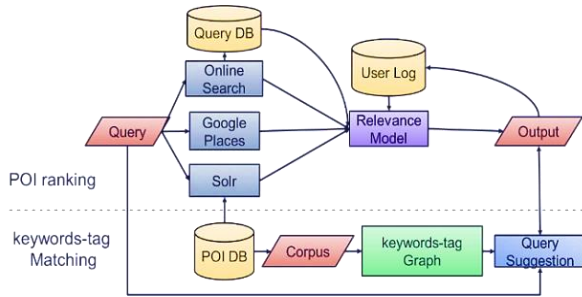 Query DB
Online
Search
User Log
Query
Google
Places
Relevance
Model
Output
Solr
POI ranking
keywords-tag
Matching
POI DB
Corpus
keywords-tag
Graph
Query
Suggestion